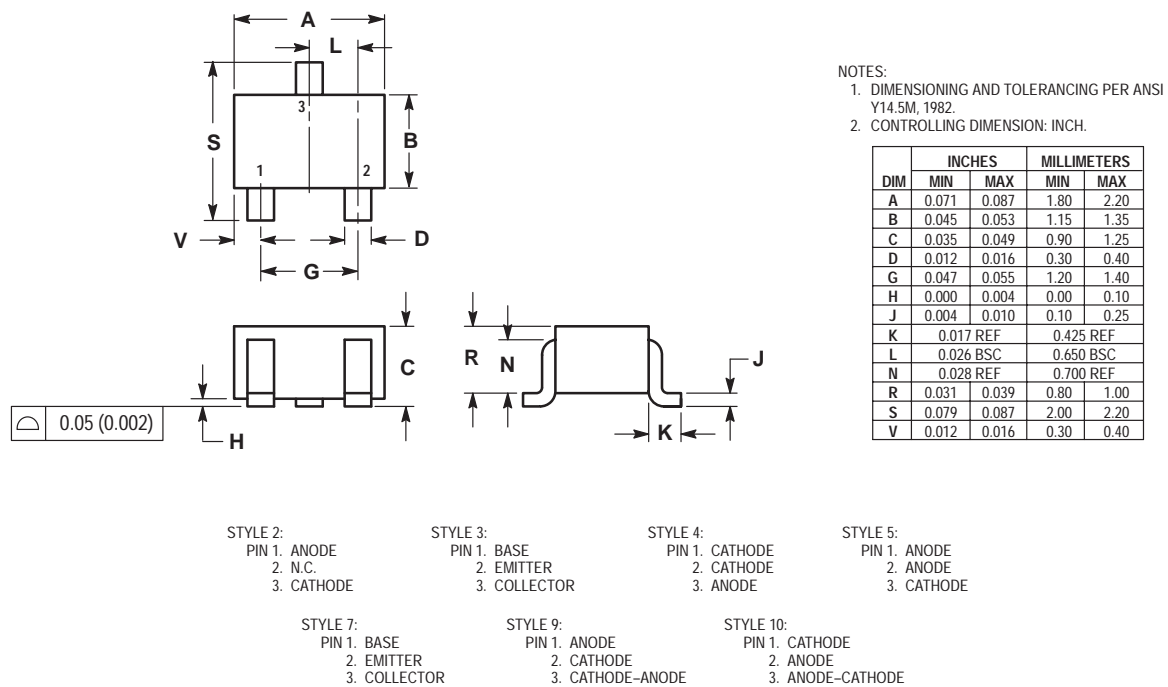 A
L
3
S
B
1
2
V
D
G
C
R
N
J
H
K
0.05 (0.002)
NOTES:
1. DIMENSIONING AND TOLERANCING PER ANSI
Y14.5M, 1982.
2. CONTROLLING DIMENSION: INCH.
INCHES MILLIMETERS
DIM MIN MAX MIN MAX
A 0.071 0.087 1.80 2.20
B 0.045 0.053 1.15 1.35
C 0.035 0.049 0.90 1.25
D 0.012 0.016 0.30 0.40
G 0.047 0.055 1.20 1.40
H 0.000 0.004 0.00 0.10
J 0.004 0.010 0.10 0.25
K 0.017 REF 0.425 REF
L 0.026 BSC 0.650 BSC
N 0.028 REF 0.700 REF
R 0.031 0.039 0.80 1.00
S 0.079 0.087 2.00 2.20
V 0.012 0.016 0.30 0.40
STYLE 2:
PIN 1. ANODE
2. N.C.
3. CATHODE
STYLE 3:
PIN 1. BASE
2. EMITTER
3. COLLECTOR
STYLE 4:
PIN 1. CATHODE
2. CATHODE
3. ANODE
STYLE 5:
PIN 1. ANODE
2. ANODE
3. CATHODE
STYLE 7:
PIN 1. BASE
2. EMITTER
3. COLLECTOR
STYLE 9:
PIN 1. ANODE
2. CATHODE
3. CATHODE–ANODE
STYLE 10:
PIN 1. CATHODE
2. ANODE
3. ANODE–CATHODE